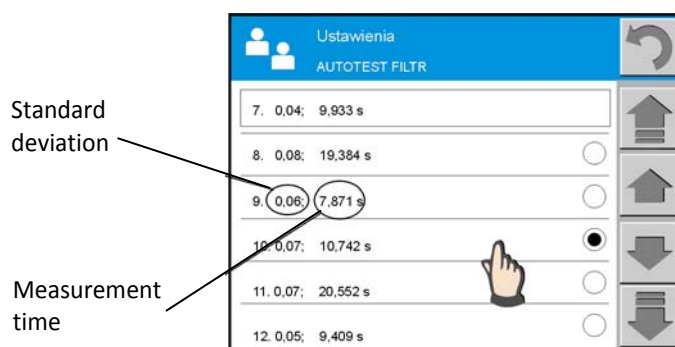 Ustawienia
AUTOTEST FILTR
7. 0,04; 9,933 s
Standard
deviation
8. 0,08; 19,384 s
9. 0,06; 7,871 s
10. 0,07; 10,742 s
Measurement
time
11. 0,07; 20,552 s
12. 0,05; 9,409 s